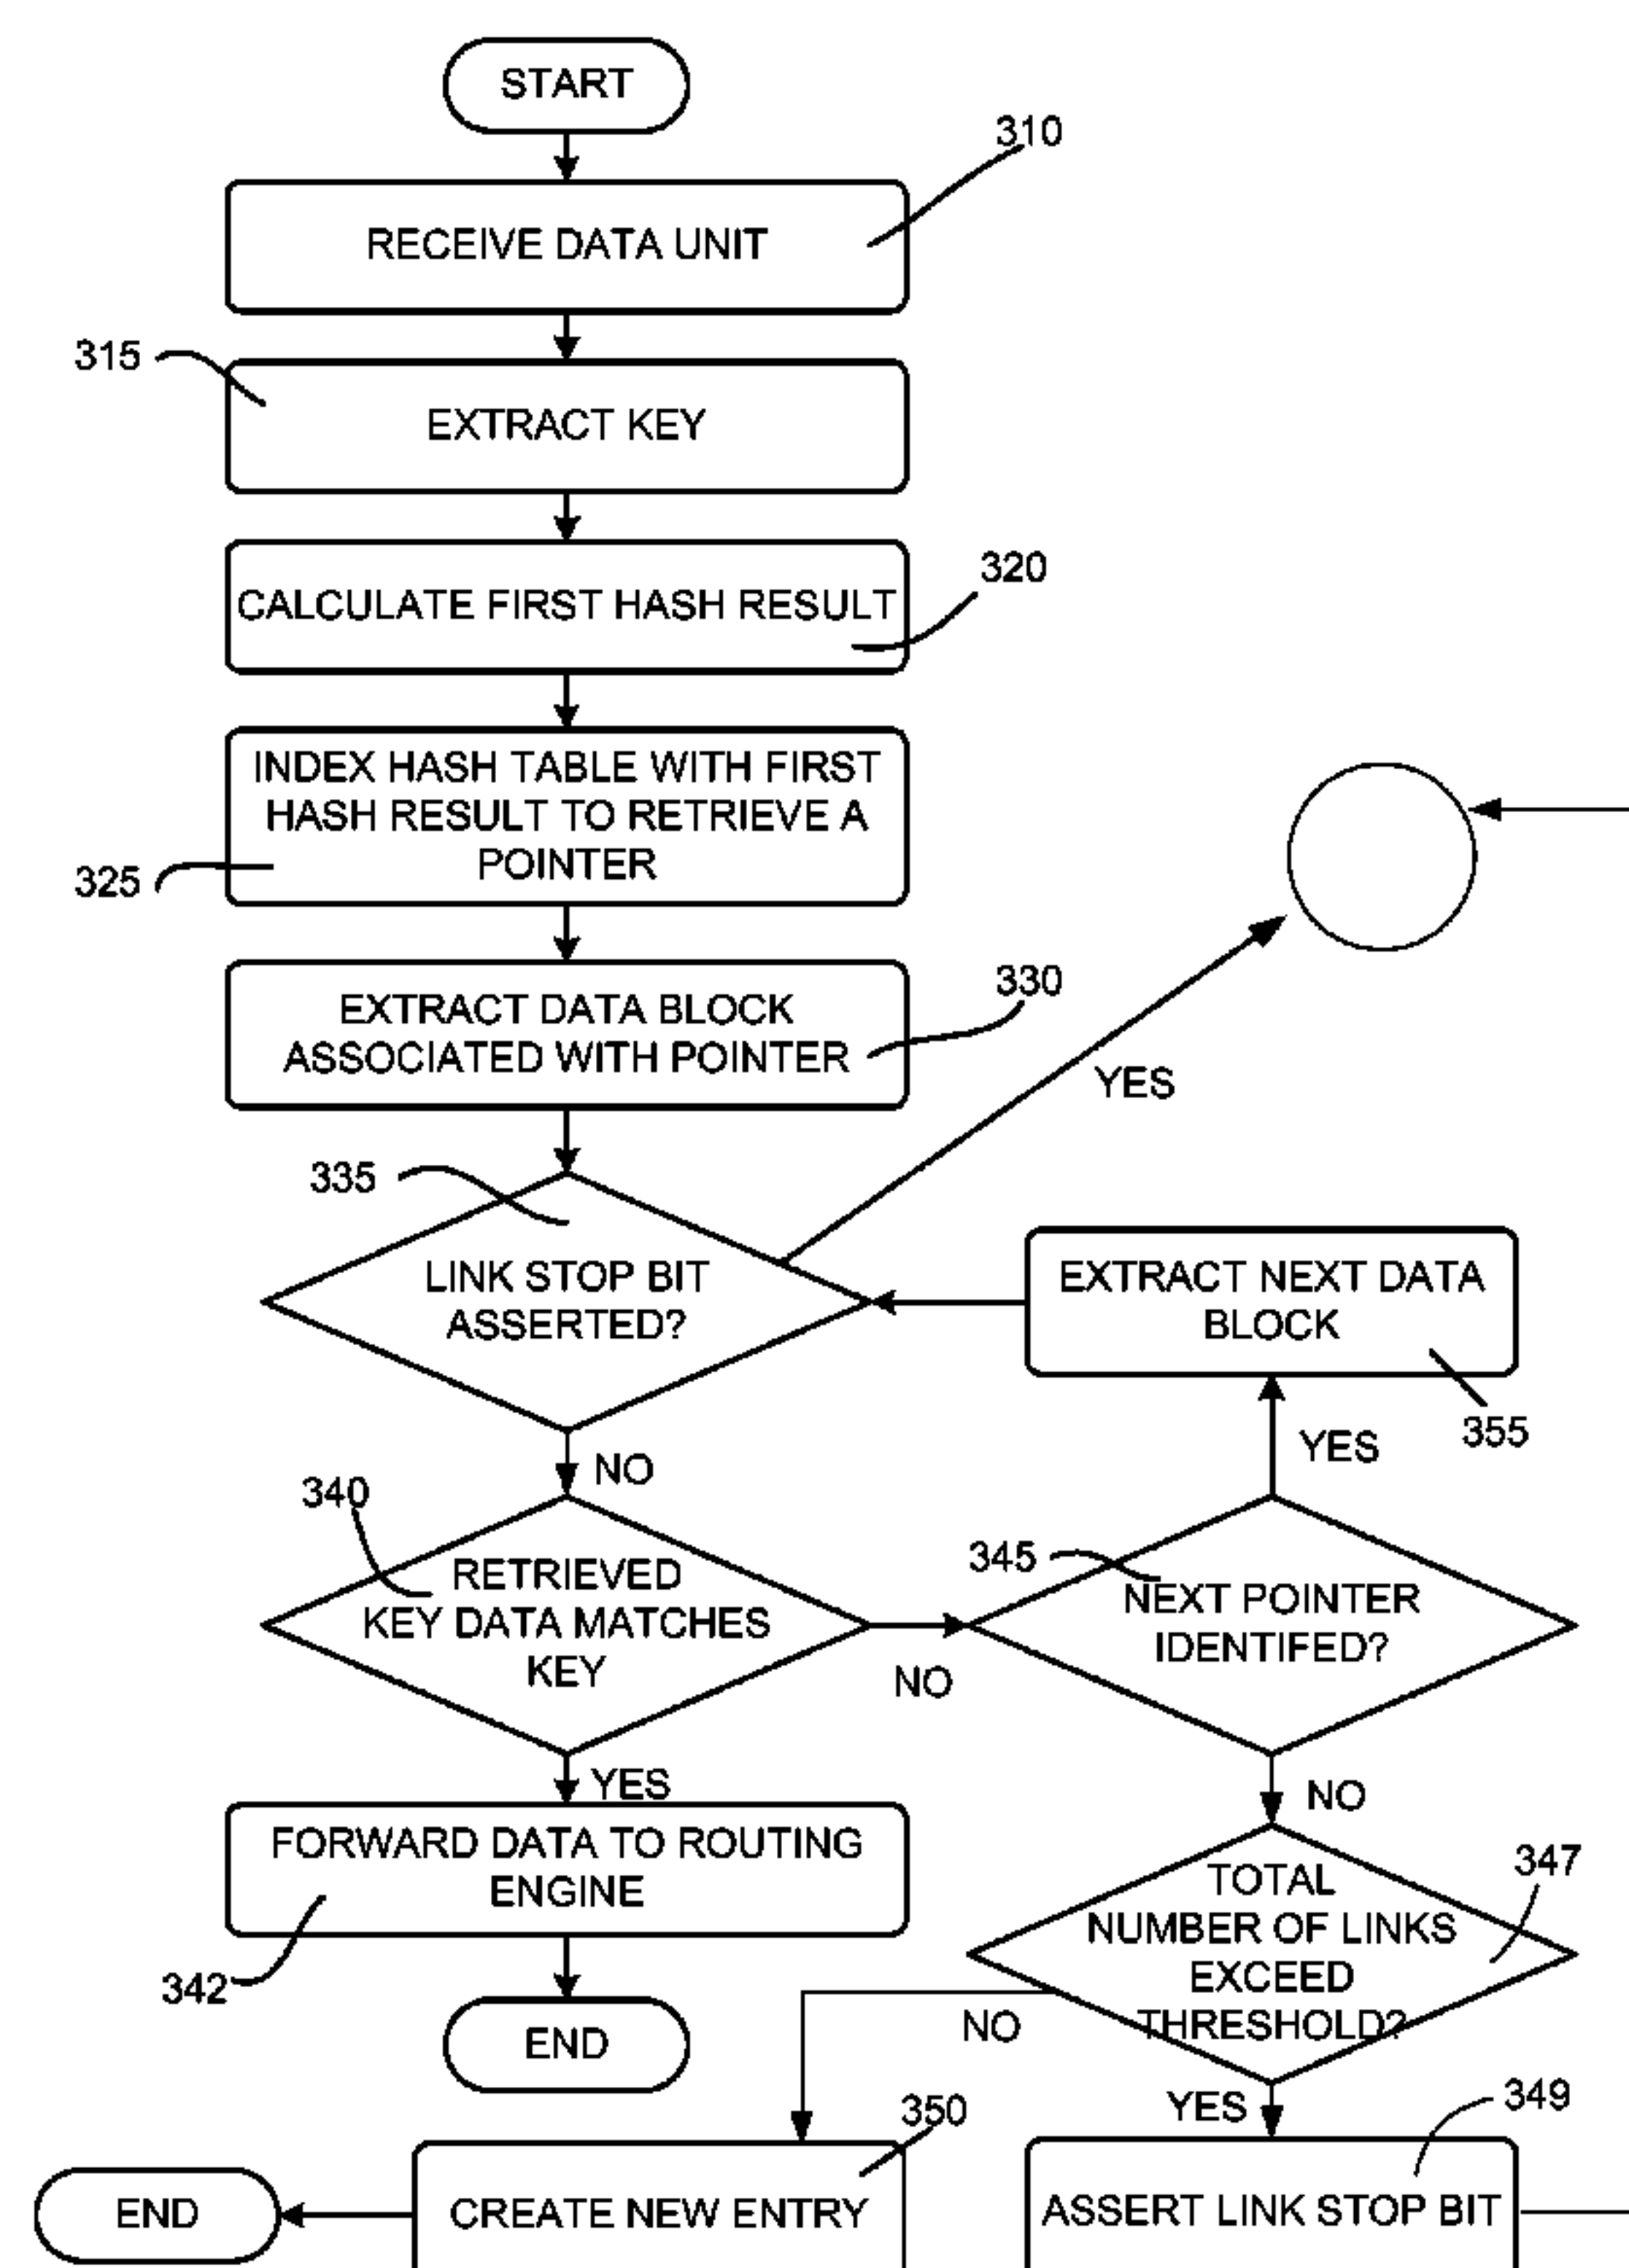 START
310
RECEIVE DATA UNIT
315
EXTRACT KEY
320
CALCULATE FIRST HASH RESULT
INDEX HASH TABLE WITH FIRST
HASH RESULT TO RETRIEVE A
POINTER
325
330
EXTRACT DATA BLOCK
ASSOCIATED WITH POINTER
YES
335
LINK STOP BIT
ASSERTED?
EXTRACT NEXT DATA
BLOCK
355
YES
NO
340
RETRIEVED
KEY DATA MATCHES
KEY
345
NEXT POINTER
IDENTIFED?
NO
YES
NO
FORWARD DATA TO ROUTING
ENGINE
342
END
347
TOTAL
NUMBER OF LINKS
EXCEED
THRESHOLD?
NO
YES
349
350
END
CREATE NEW ENTRY
ASSERT LINK STOP BIT